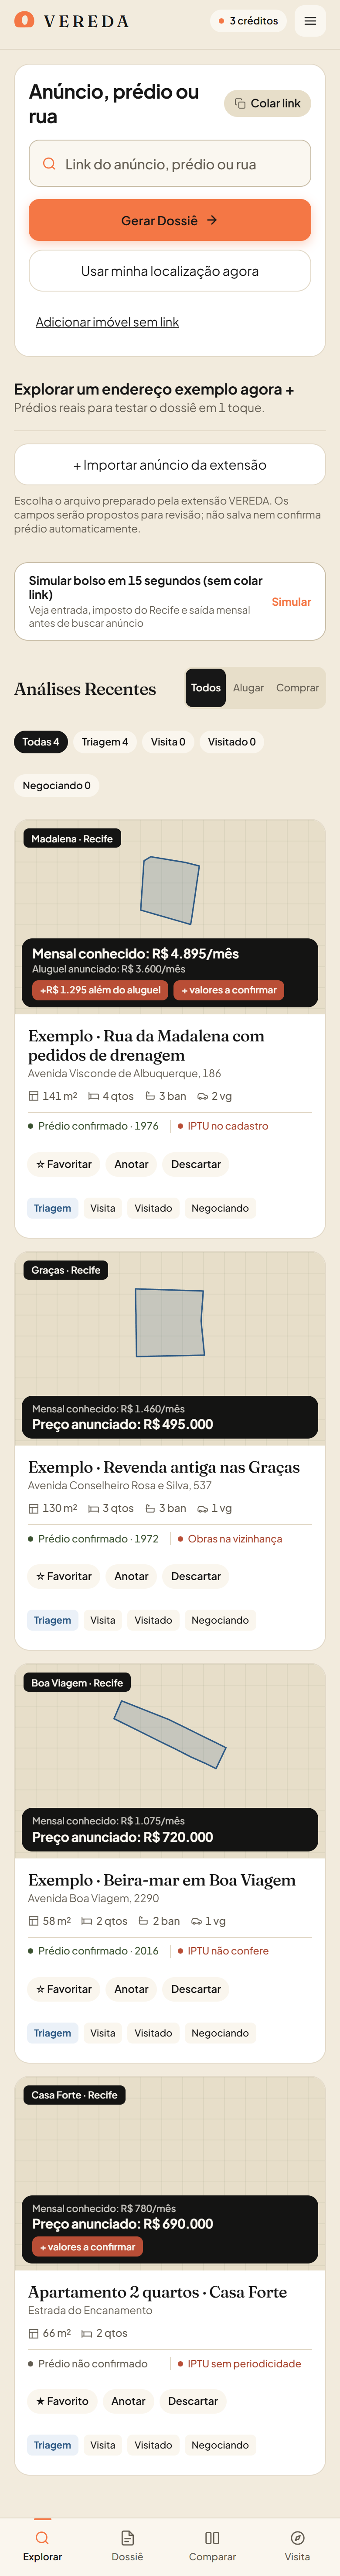 VEREDA
3 créditos
Anúncio, prédio ou
rua
Colar link
Link do anúncio, prédio ou rua
Gerar Dossiê →
Usar minha localização agora
Adicionar imóvel sem link
Explorar um endereço exemplo agora +
Prédios reais para testar o dossiê em 1 toque.
+ Importar anúncio da extensão
Escolha o arquivo preparado pela extensão VEREDA. Os
campos serão propostos para revisão; não salva nem confirma
prédio automaticamente.
Simular bolso em 15 segundos (sem colar
link)
Veja entrada, imposto do Recife e saída mensal
antes de buscar anúncio
Simular
Análises Recentes
Todos Alugar Comprar
Todas 4 Triagem 4 Visita 0 Visitado 0
Negociando 0
Madalena · Recife
Mensal conhecido: R$ 4.895/mês
Aluguel anunciado: R$ 3.600/mês
+R$ 1.295 além do aluguel + valores a confirmar
Exemplo · Rua da Madalena com
pedidos de drenagem
Avenida Visconde de Albuquerque, 186
141 m² 4 qtos 3 ban 2 vg
Prédio confirmado · 1976 IPTU no cadastro
☆ Favoritar Anotar Descartar
Triagem Visita Visitado Negociando
Graças · Recife
Mensal conhecido: R$ 1.460/mês
Preço anunciado: R$ 495.000
Exemplo · Revenda antiga nas Graças
Avenida Conselheiro Rosa e Silva, 537
130 m² 3 qtos 3 ban 1 vg
Prédio confirmado · 1972 Obras na vizinhança
☆ Favoritar Anotar Descartar
Triagem Visita Visitado Negociando
Boa Viagem · Recife
Mensal conhecido: R$ 1.075/mês
Preço anunciado: R$ 720.000
Exemplo · Beira-mar em Boa Viagem
Avenida Boa Viagem, 2290
58 m² 2 qtos 2 ban 1 vg
Prédio confirmado · 2016 IPTU não confere
☆ Favoritar Anotar Descartar
Triagem Visita Visitado Negociando
Casa Forte · Recife
Mensal conhecido: R$ 780/mês
Preço anunciado: R$ 690.000
+ valores a confirmar
Apartamento 2 quartos · Casa Forte
Estrada do Encanamento
66 m² 2 qtos
Prédio não confirmado IPTU sem periodicidade
★ Favorito Anotar Descartar
Triagem Visita Visitado Negociando
Explorar Dossiê Comparar Visita